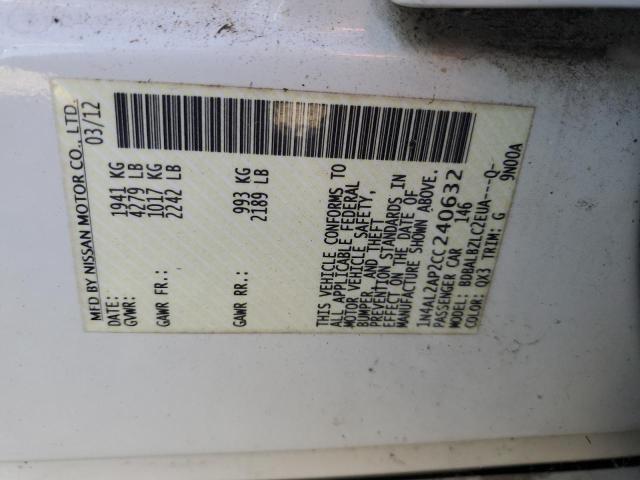 MFD BY NISSAN MOTOR CO., LTD.
DATE: 03/12
GVWR: 1941 KG
4279 LB
GAWR FR.: 1017 KG
2242 LB
GAWR RR.: 993 KG
2189 LB
THIS VEHICLE CONFORMS TO
ALL APPLICABLE FEDERAL
MOTOR VEHICLE SAFETY,
BUMPER, AND THEFT
PREVENTION STANDARDS IN
EFFECT ON THE DATE OF
MANUFACTURE SHOWN ABOVE.
1N4AL2AP2CC240632
PASSENGER CAR 146
MODEL: BDBALBZLC2EUA---Q-
COLOR: QX3 TRIM: G 9N00A